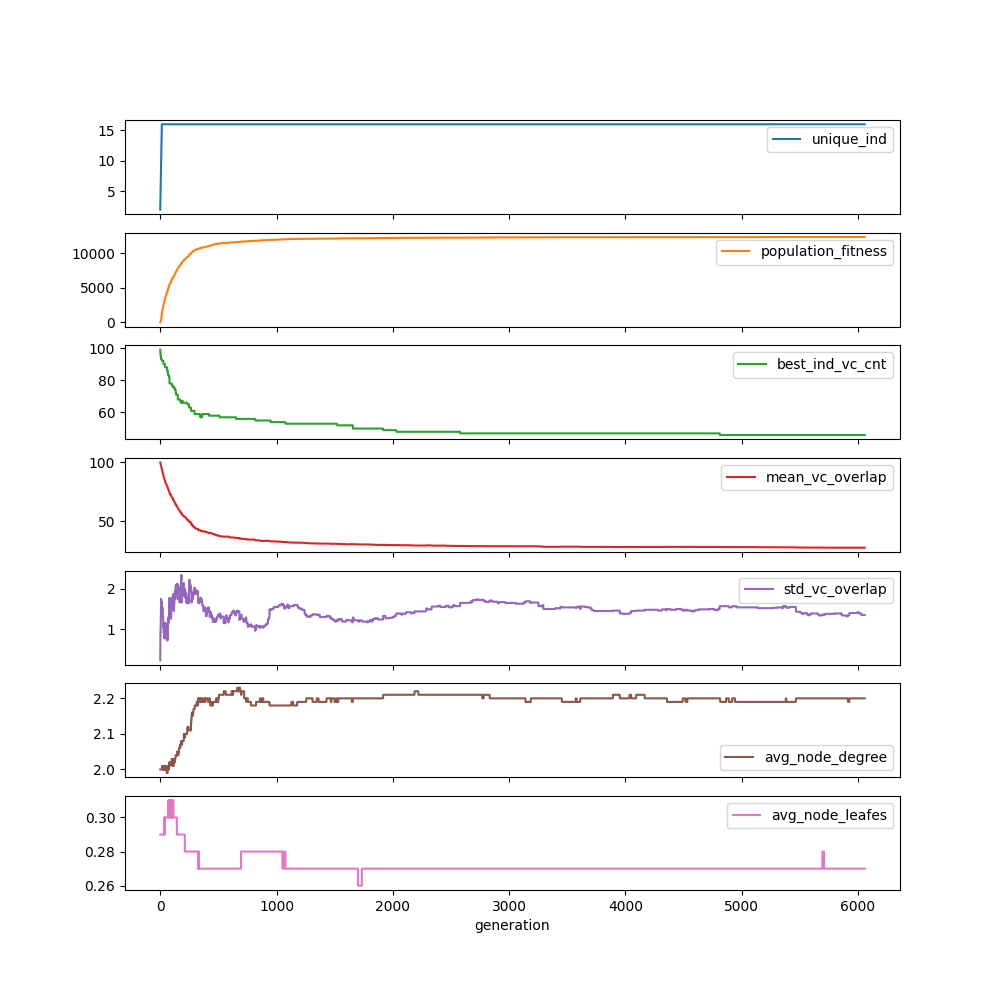 15
10
5
unique_ind
10000
5000
0
population_fitness
100
80
60
best_ind_vc_cnt
100
50
mean_vc_overlap
2
1
std_vc_overlap
2.2
2.1
2.0
avg_node_degree
0.30
0.28
0.26
avg_node_leafes
0 1000 2000 3000 4000 5000 6000
generation